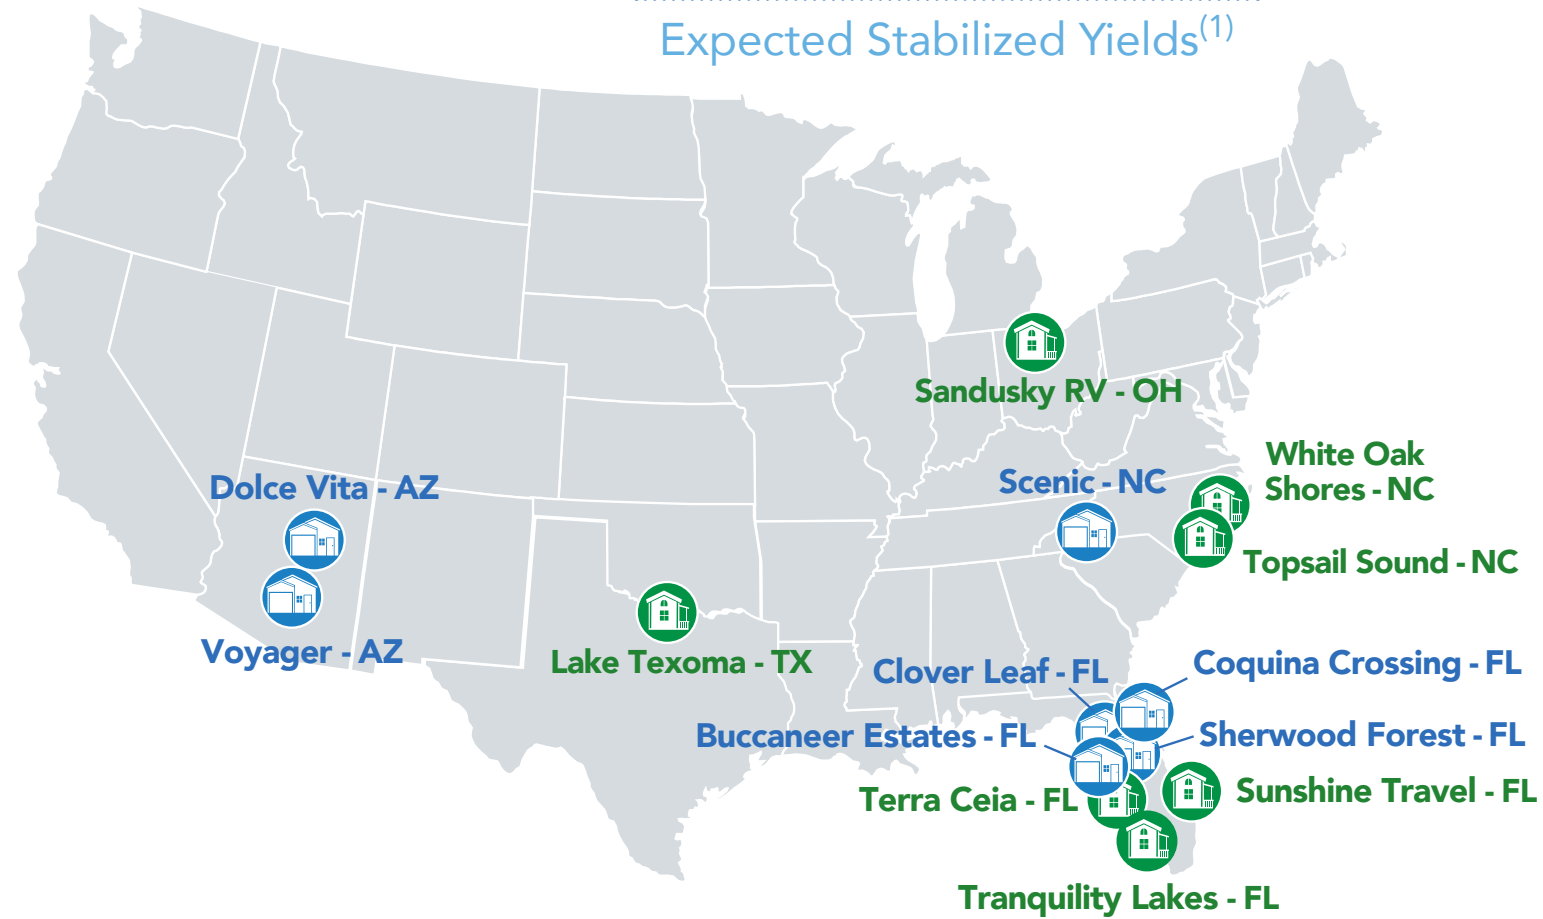 Expected Stabilized Yields(1)
Sandusky RV - OH
White Oak
Shores - NC
Scenic - NC
Dolce Vita - AZ
Topsail Sound - NC
Voyager - AZ
Lake Texoma - TX
Clover Leaf - FL
Coquina Crossing - FL
Buccaneer Estates - FL
Sherwood Forest - FL
Terra Ceia - FL
Sunshine Travel - FL
Tranquility Lakes - FL